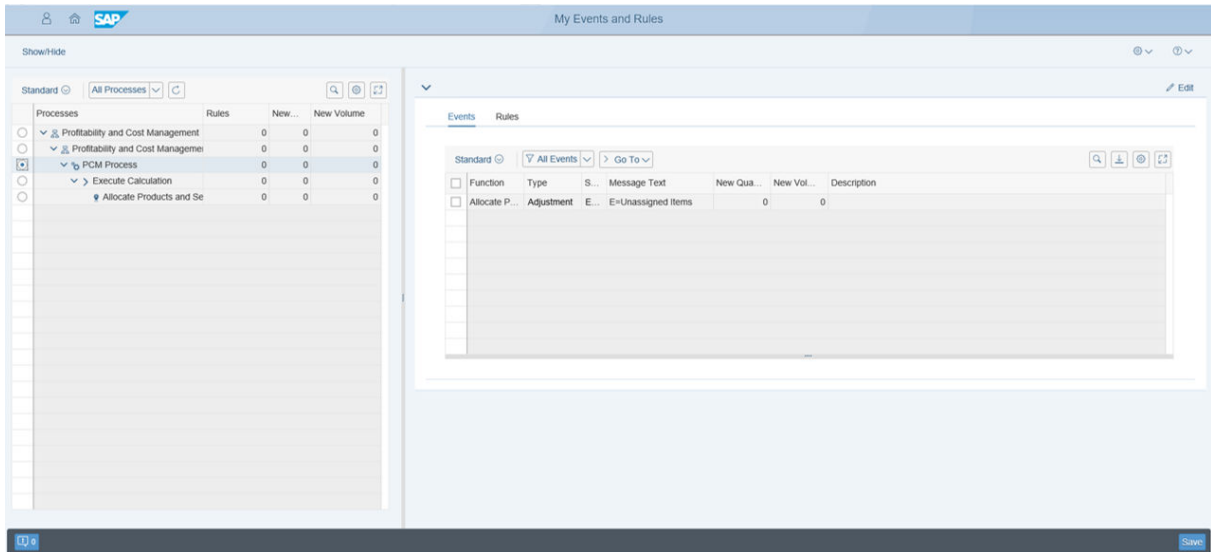 SAP My Events and Rules
Show/Hide
Standard All Processes
Processes Rules New... New Volume
Profitability and Cost Management 0 0 0
Profitability and Cost Managemer 0 0 0
PCM Process 0 0 0
Execute Calculation 0 0 0
Allocate Products and Se 0 0 0
Edit
Events Rules
Standard All Events Go To
Function Type S... Message Text New Qua... New Vol... Description
Allocate P... Adjustment E... E=Unassigned Items 0 0
0
Save